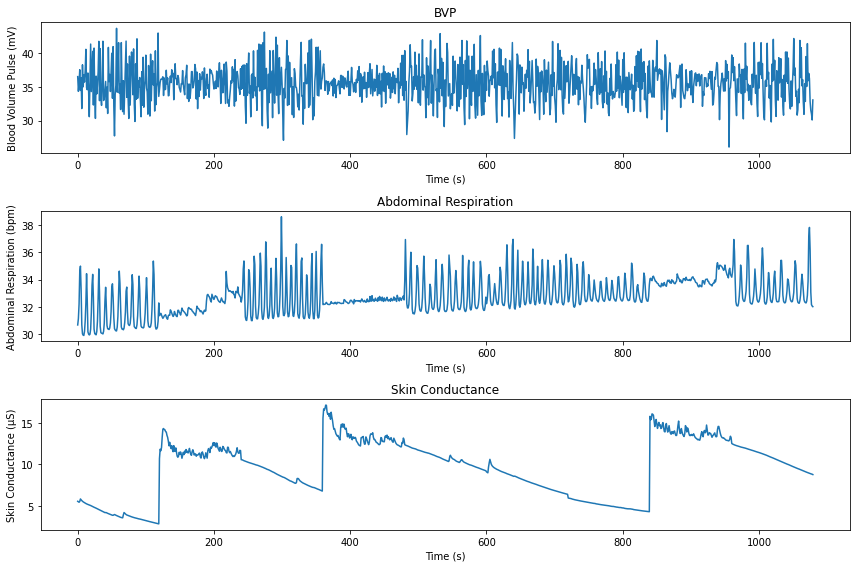 BVP
Blood Volume Pulse (mV)
40
35
30
0 200 400 600 800 1000
Time (s)
Abdominal Respiration
Abdominal Respiration (bpm)
38
36
34
32
30
0 200 400 600 800 1000
Time (s)
Skin Conductance
Skin Conductance (μS)
15
10
5
0 200 400 600 800 1000
Time (s)